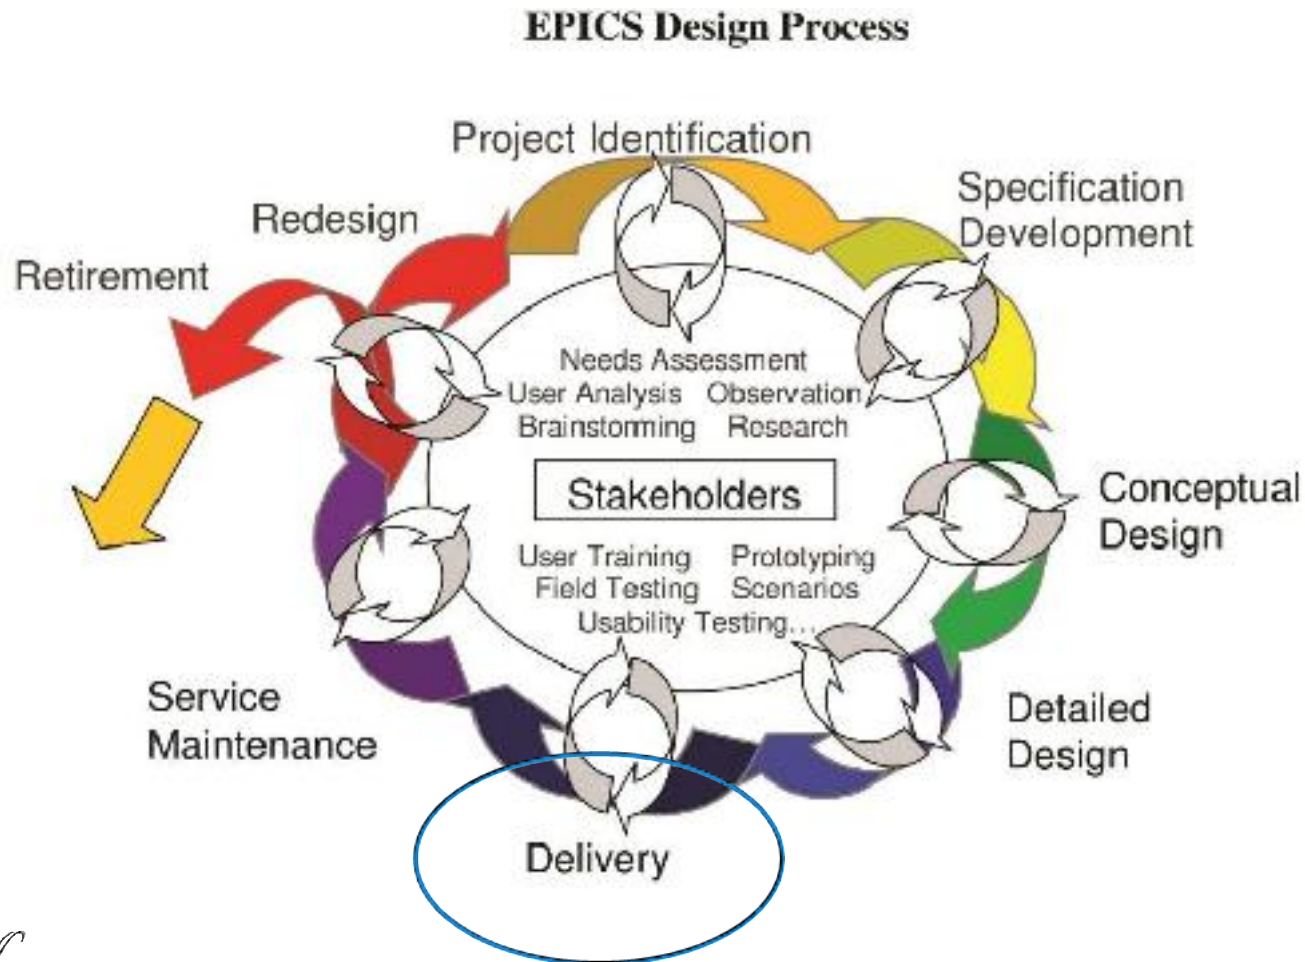 EPICS Design Process
Project Identification
Specification
Development
Redesign
Retirement
Needs Assessment
User Analysis Observation
Brainstorming Research
Stakeholders
Conceptual
Design
User Training Prototyping
Field Testing Scenarios
Usability Testing...
Service
Maintenance
Detailed
Design
Delivery